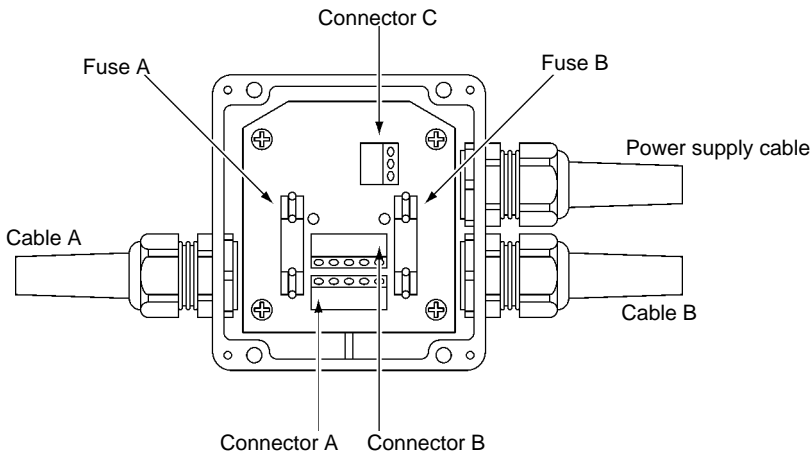 Connector C
Fuse A
Fuse B
Power supply cable
Cable A
Cable B
Connector A
Connector B